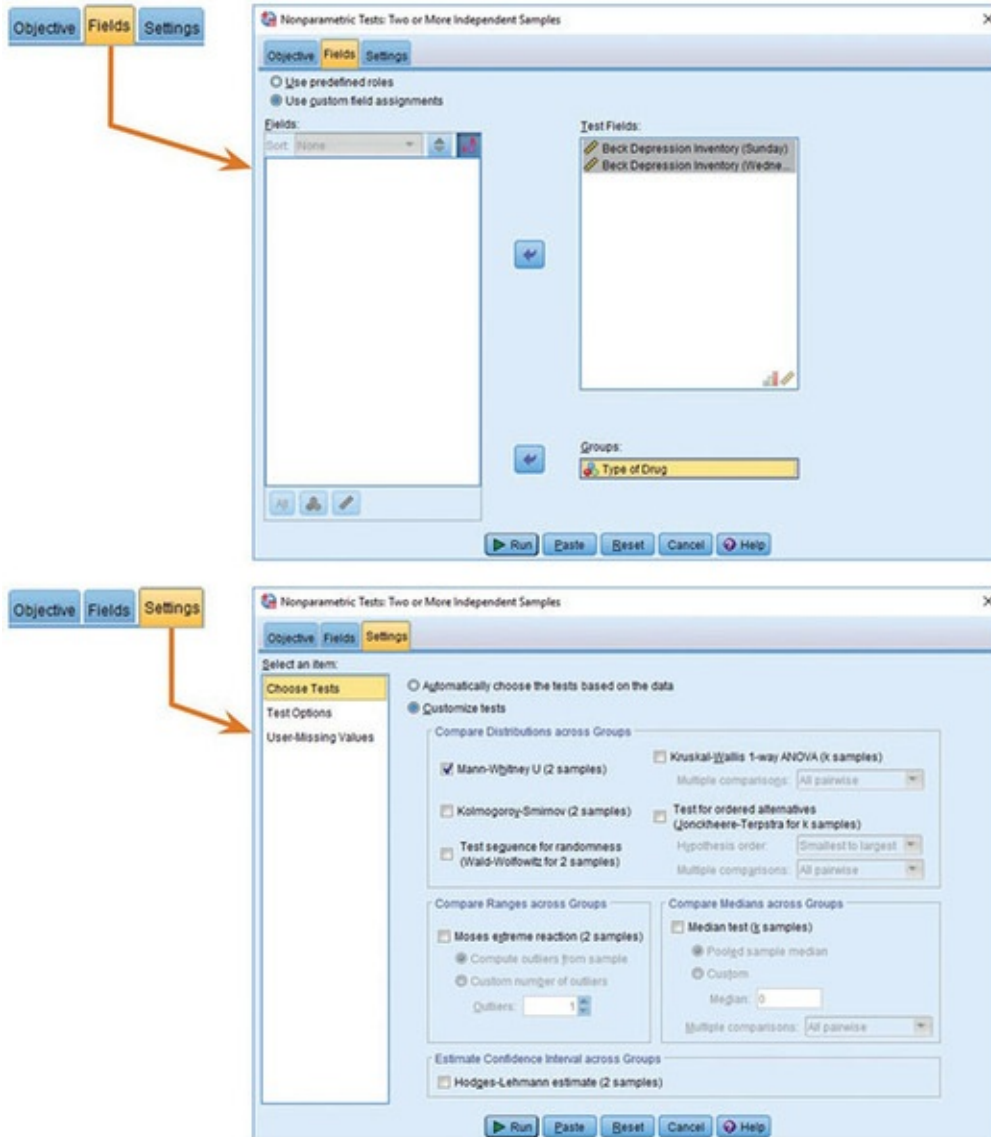 Objective Fields Settings
Nonparametric Tests: Two or More Independent Samples
Objective Fields Settings
Use predefined roles
Use custom field assignments
Fields:
Sort: None
Test Fields:
Beck Depression Inventory (Sunday)
Beck Depression Inventory (Wedne...
Groups:
Type of Drug
All
Run Paste Reset Cancel Help
Objective Fields Settings
Nonparametric Tests: Two or More Independent Samples
Objective Fields Settings
Select an item:
Choose Tests
Test Options
User-Missing Values
Automatically choose the tests based on the data
Customize tests
Compare Distributions across Groups
Mann-Whitney U (2 samples)
Kolmogorov-Smirnov (2 samples)
Test sequence for randomness
(Wald-Wolfowitz for 2 samples)
Kruskal-Wallis 1-way ANOVA (k samples)
Multiple comparisons: All pairwise
Test for ordered alternatives
(Jonckheere-Terpstra for k samples)
Hypothesis order: Smallest to largest
Multiple comparisons: All pairwise
Compare Ranges across Groups
Moses extreme reaction (2 samples)
Compute outliers from sample
Custom number of outliers
Outliers: 1
Compare Medians across Groups
Median test (k samples)
Pooled sample median
Custom
Median: 0
Multiple comparisons: All pairwise
Estimate Confidence Interval across Groups
Hodges-Lehmann estimate (2 samples)
Run Paste Reset Cancel Help